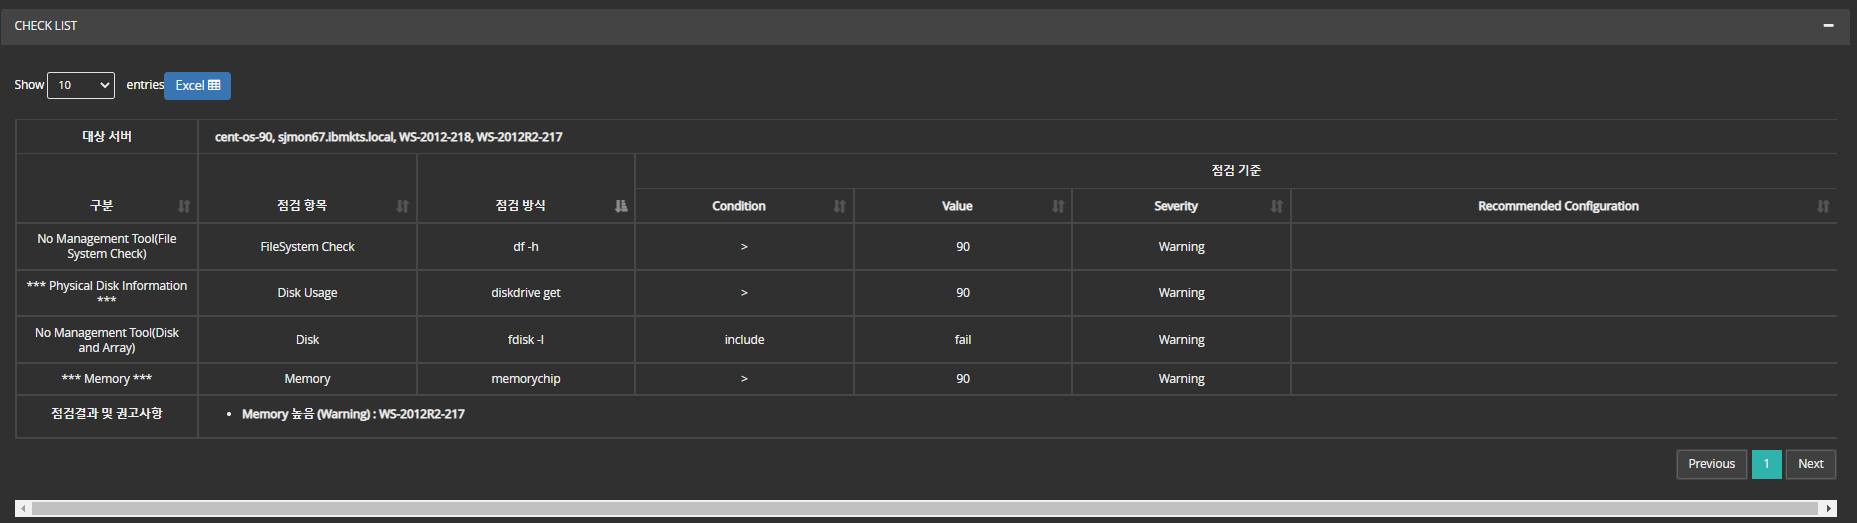 CHECK LIST
Show 10 entries Excel
대상 서버 cent-os-90, sjmon67.ibmkts.local, WS-2012-218, WS-2012R2-217
점검 기준
구분 점검 항목 점검 방식 Condition Value Severity Recommended Configuration
No Management Tool(File
System Check) FileSystem Check df -h > 90 Warning
*** Physical Disk Information
*** Disk Usage diskdrive get > 90 Warning
No Management Tool(Disk
and Array) Disk fdisk -l include fail Warning
*** Memory *** Memory memorychip > 90 Warning
점검결과 및 권고사항 • Memory 높음 (Warning) : WS-2012R2-217
Previous 1 Next